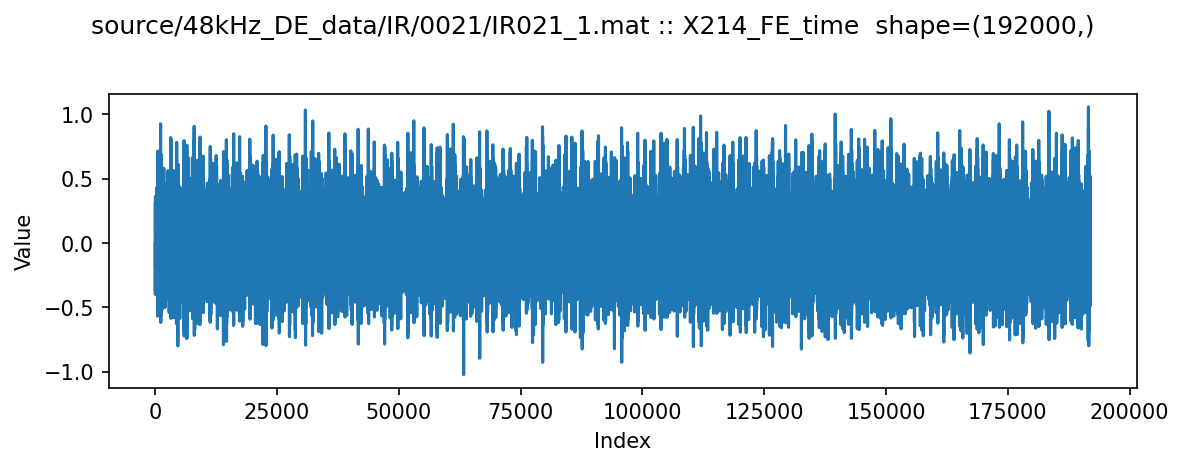 source/48kHz_DE_data/IR/0021/IR021_1.mat :: X214_FE_time  shape=(192000,)
1.0
0.5
0.0
−0.5
−1.0
Value
0 25000 50000 75000 100000 125000 150000 175000 200000
Index